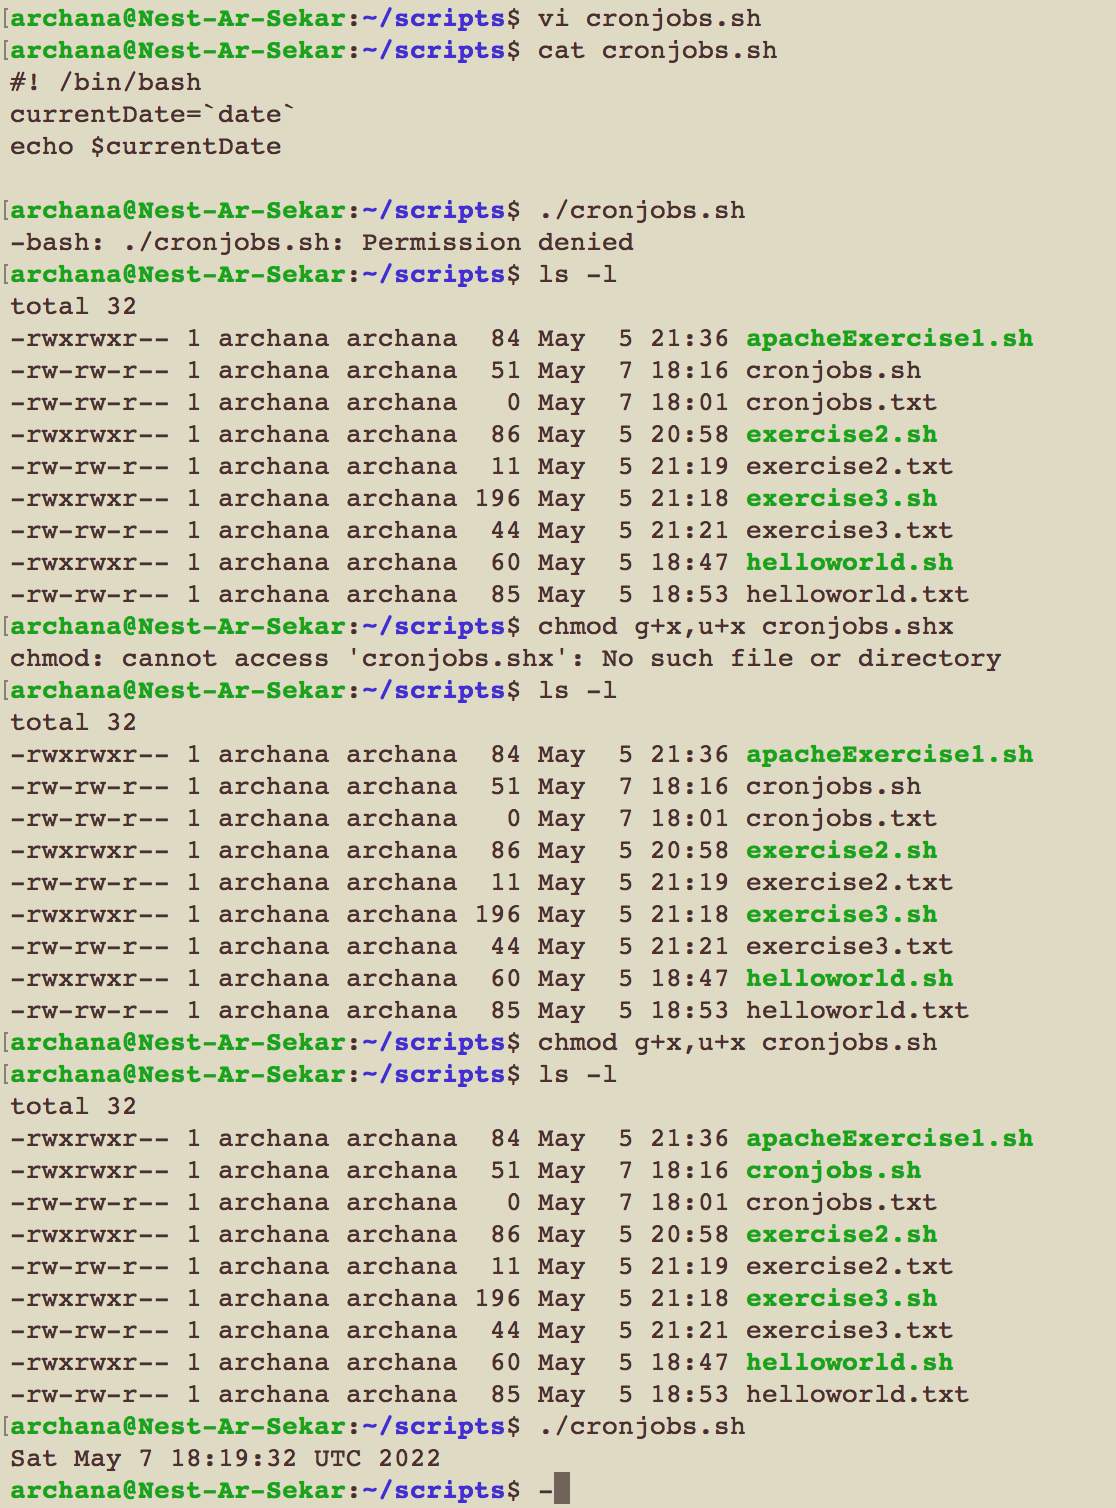 [archana@Nest-Ar-Sekar:~/scripts$ vi cronjobs.sh
[archana@Nest-Ar-Sekar:~/scripts$ cat cronjobs.sh
#! /bin/bash
currentDate=`date`
echo $currentDate

[archana@Nest-Ar-Sekar:~/scripts$ ./cronjobs.sh
-bash: ./cronjobs.sh: Permission denied
[archana@Nest-Ar-Sekar:~/scripts$ ls -l
total 32
-rwxrwxr-- 1 archana archana  84 May  5 21:36 apacheExercise1.sh
-rw-rw-r-- 1 archana archana  51 May  7 18:16 cronjobs.sh
-rw-rw-r-- 1 archana archana   0 May  7 18:01 cronjobs.txt
-rwxrwxr-- 1 archana archana  86 May  5 20:58 exercise2.sh
-rw-rw-r-- 1 archana archana  11 May  5 21:19 exercise2.txt
-rwxrwxr-- 1 archana archana 196 May  5 21:18 exercise3.sh
-rw-rw-r-- 1 archana archana  44 May  5 21:21 exercise3.txt
-rwxrwxr-- 1 archana archana  60 May  5 18:47 helloworld.sh
-rw-rw-r-- 1 archana archana  85 May  5 18:53 helloworld.txt
[archana@Nest-Ar-Sekar:~/scripts$ chmod g+x,u+x cronjobs.shx
chmod: cannot access 'cronjobs.shx': No such file or directory
[archana@Nest-Ar-Sekar:~/scripts$ ls -l
total 32
-rwxrwxr-- 1 archana archana  84 May  5 21:36 apacheExercise1.sh
-rw-rw-r-- 1 archana archana  51 May  7 18:16 cronjobs.sh
-rw-rw-r-- 1 archana archana   0 May  7 18:01 cronjobs.txt
-rwxrwxr-- 1 archana archana  86 May  5 20:58 exercise2.sh
-rw-rw-r-- 1 archana archana  11 May  5 21:19 exercise2.txt
-rwxrwxr-- 1 archana archana 196 May  5 21:18 exercise3.sh
-rw-rw-r-- 1 archana archana  44 May  5 21:21 exercise3.txt
-rwxrwxr-- 1 archana archana  60 May  5 18:47 helloworld.sh
-rw-rw-r-- 1 archana archana  85 May  5 18:53 helloworld.txt
[archana@Nest-Ar-Sekar:~/scripts$ chmod g+x,u+x cronjobs.sh
[archana@Nest-Ar-Sekar:~/scripts$ ls -l
total 32
-rwxrwxr-- 1 archana archana  84 May  5 21:36 apacheExercise1.sh
-rwxrwxr-- 1 archana archana  51 May  7 18:16 cronjobs.sh
-rw-rw-r-- 1 archana archana   0 May  7 18:01 cronjobs.txt
-rwxrwxr-- 1 archana archana  86 May  5 20:58 exercise2.sh
-rw-rw-r-- 1 archana archana  11 May  5 21:19 exercise2.txt
-rwxrwxr-- 1 archana archana 196 May  5 21:18 exercise3.sh
-rw-rw-r-- 1 archana archana  44 May  5 21:21 exercise3.txt
-rwxrwxr-- 1 archana archana  60 May  5 18:47 helloworld.sh
-rw-rw-r-- 1 archana archana  85 May  5 18:53 helloworld.txt
[archana@Nest-Ar-Sekar:~/scripts$ ./cronjobs.sh
Sat May 7 18:19:32 UTC 2022
archana@Nest-Ar-Sekar:~/scripts$ -